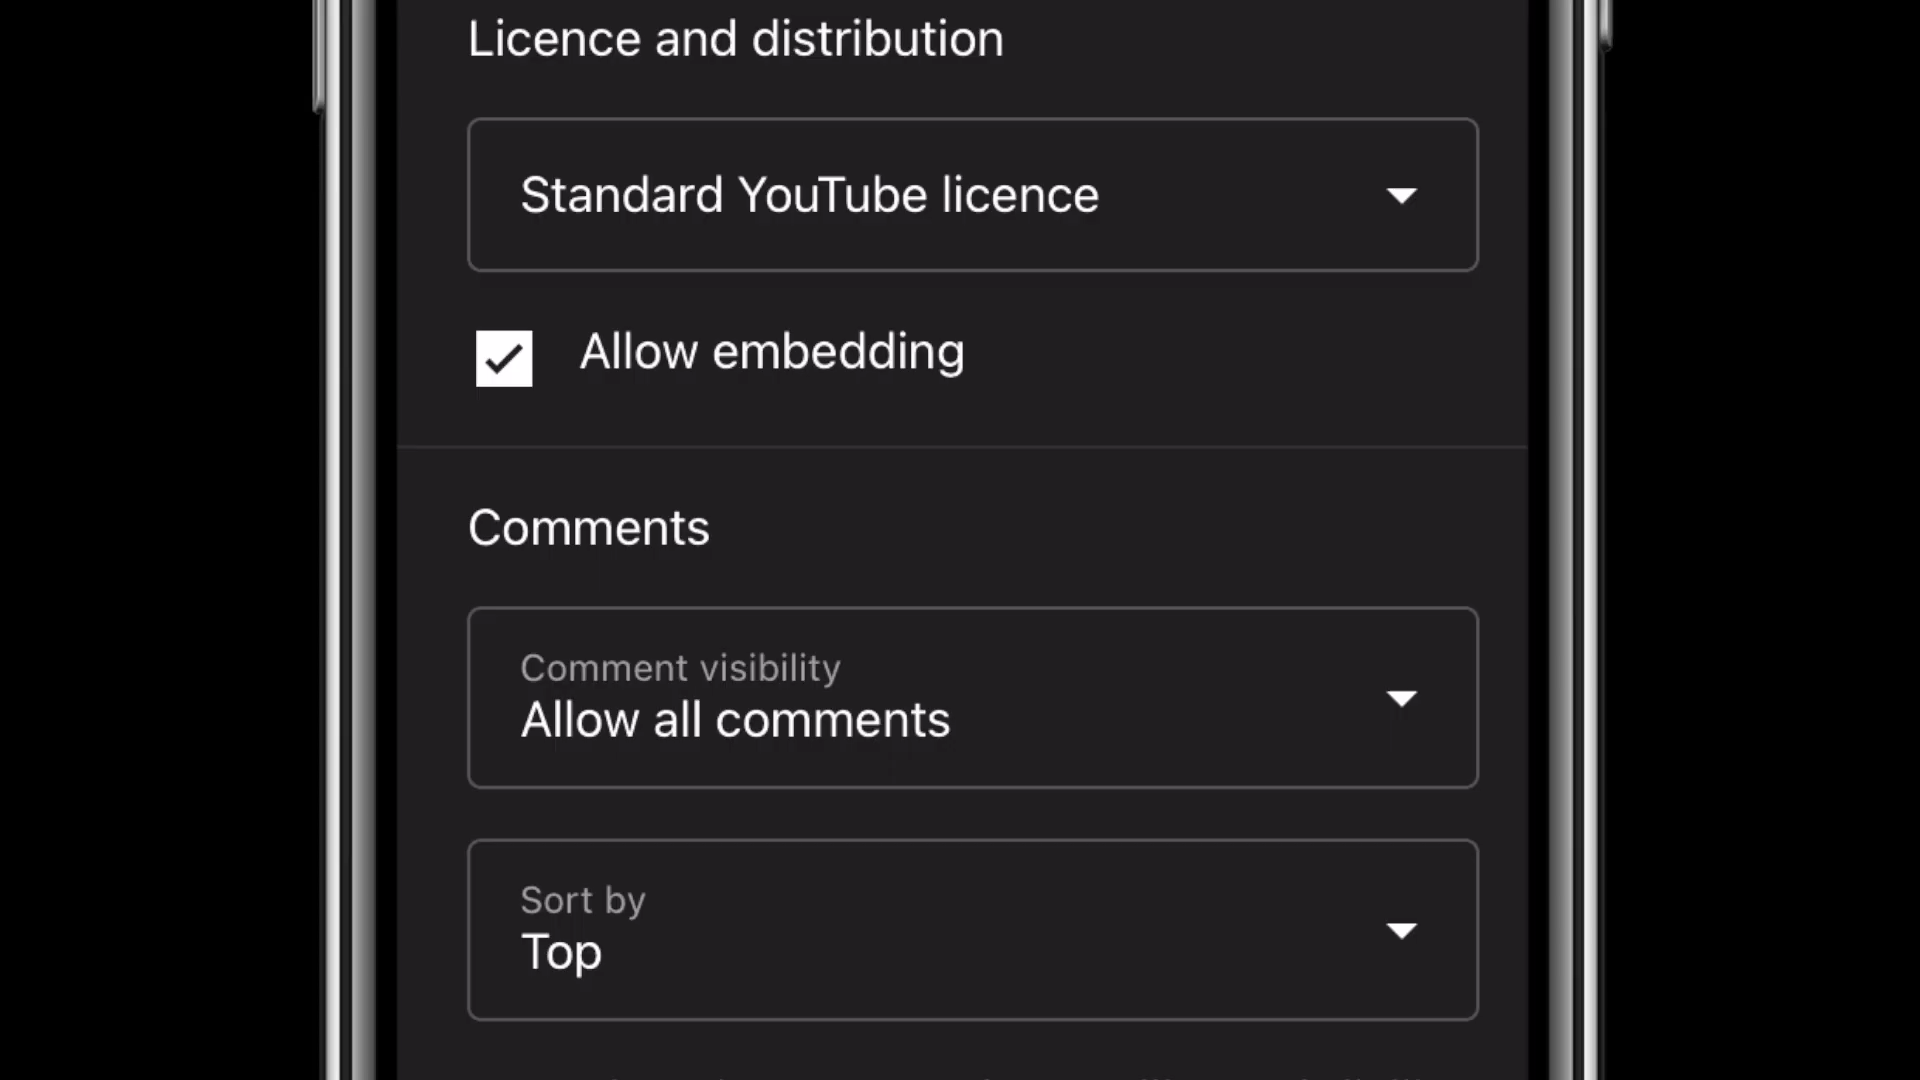 Licence and distribution
Standard YouTube licence
Allow embedding
Comments
Comment visibility
Allow all comments
Sort by
Top